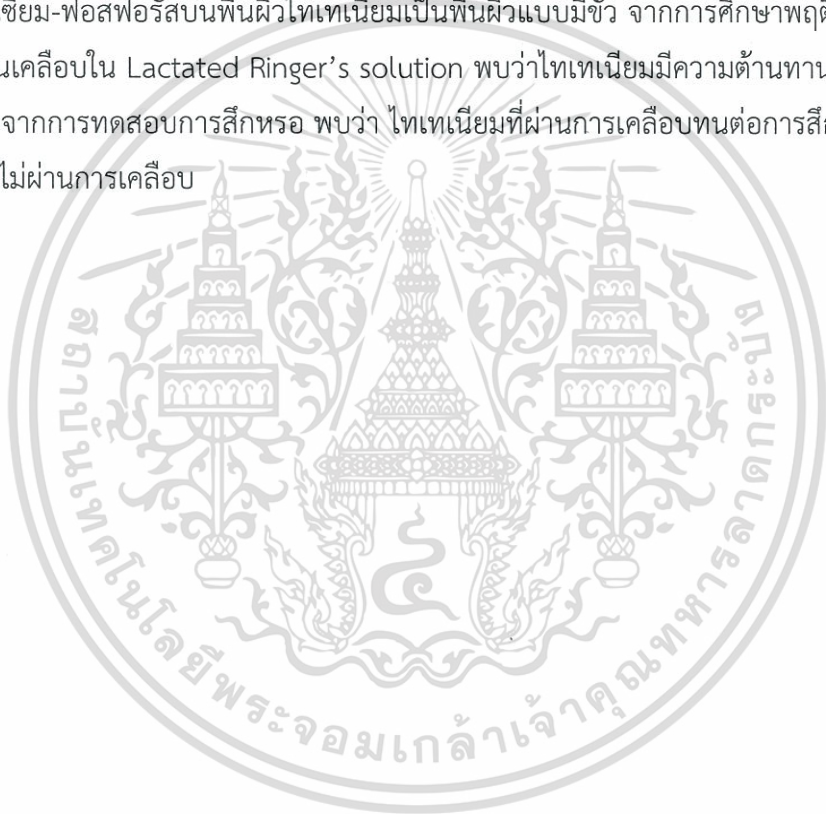 เซียม-ฟอสฟอรัสบนพื้นผิวไทเทเนียมเป็นพื้นผิวแบบมีขั้ว จากการศึกษาพฤติ
นเคลือบใน Lactated Ringer’s solution พบว่าไทเทเนียมมีความต้านทาน
จากการทดสอบการสึกหรอ พบว่า ไทเทเนียมที่ผ่านการเคลือบทนต่อการสึก
ไม่ผ่านการเคลือบ
สถาบันเทคโนโลยีพระจอมเกล้าเจ้าคุณทหารลาดกระบัง
๔